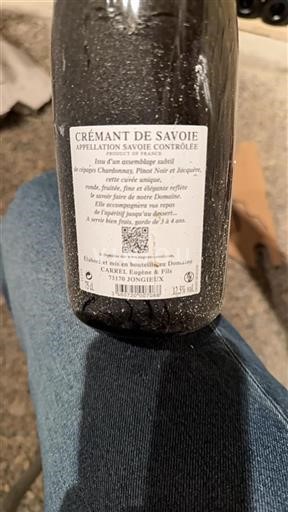 CRÉMANT DE SAVOIE
APPELLATION SAVOIE CONTRÔLÉE
PRODUCT OF FRANCE
Issu d'un assemblage subtil
de cépages Chardonnay, Pinot Noir et Jacquère,
cette cuvée unique,
ronde, fruitée, fine et élégante reflète
le savoir faire de notre Domaine.
Elle accompagnera vos repas
de l'apéritif jusqu'au dessert...
A servir bien frais, garde de 3 à 4 ans.
Elaboré et mis en bouteille au Domaine
CARREL Eugène & Fils
73170 JONGIEUX
75 cl
12,5% vol.